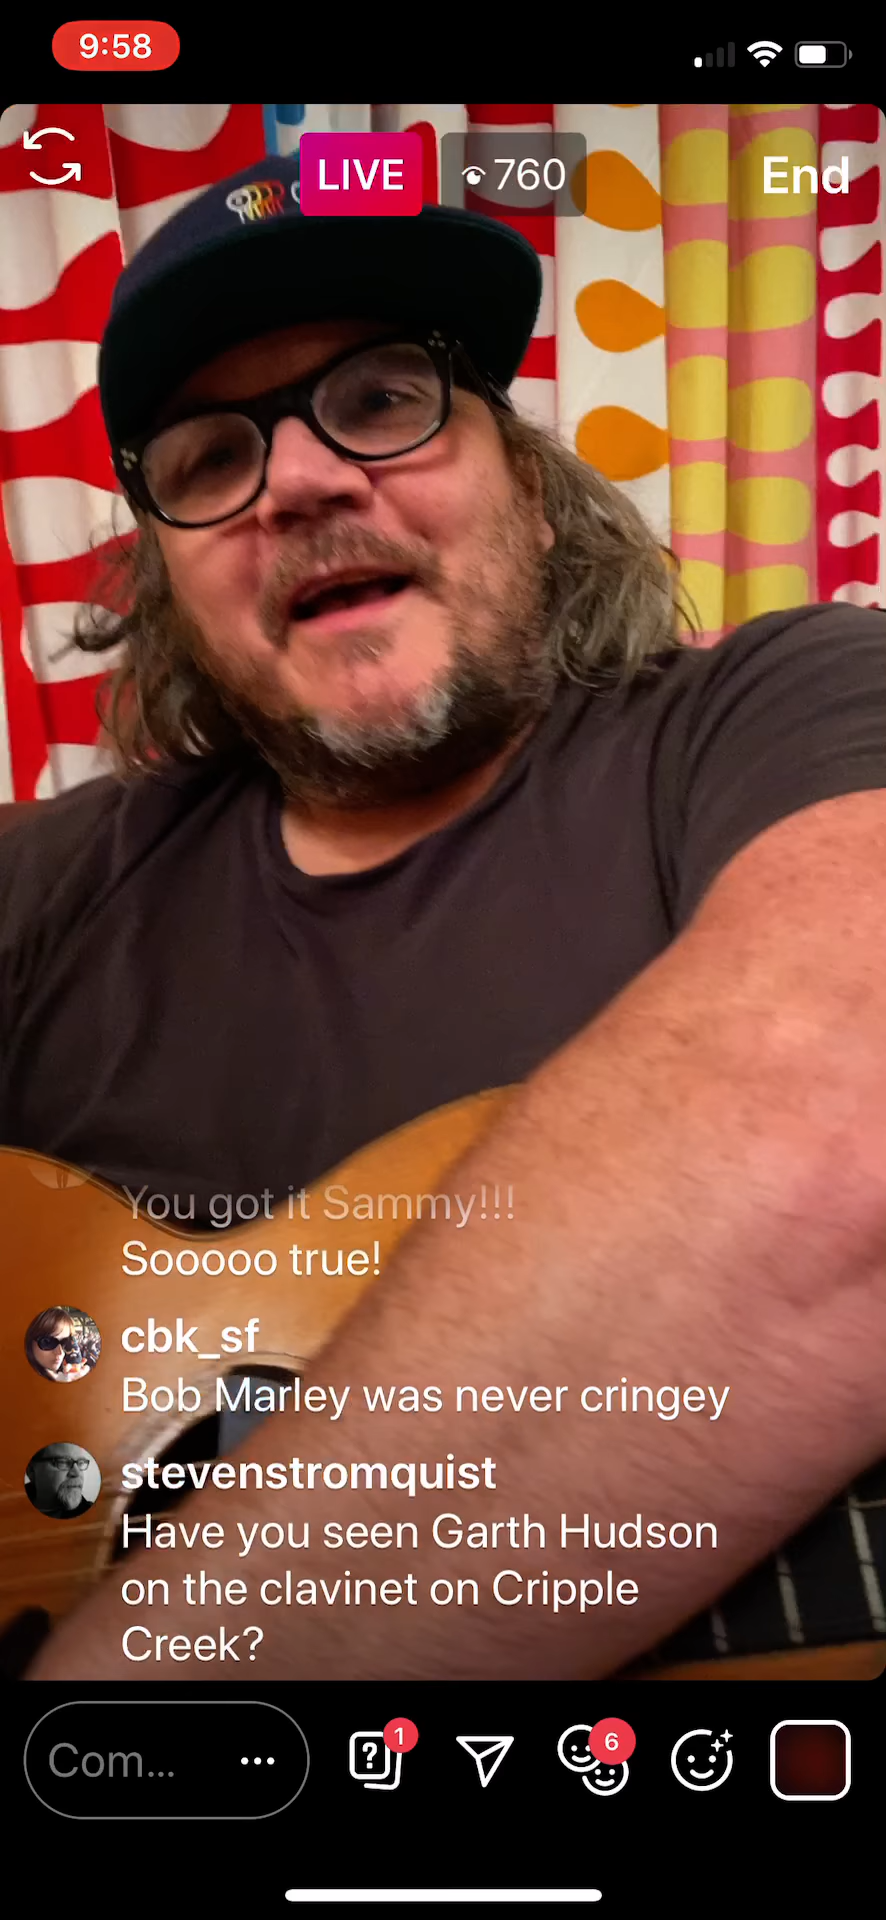 9:58
LIVE
760
End
You got it Sammy!!!
Sooooo true!
cbk_sf
Bob Marley was never cringey
stevenstromquist
Have you seen Garth Hudson
on the clavinet on Cripple
Creek?
Com...
1
6